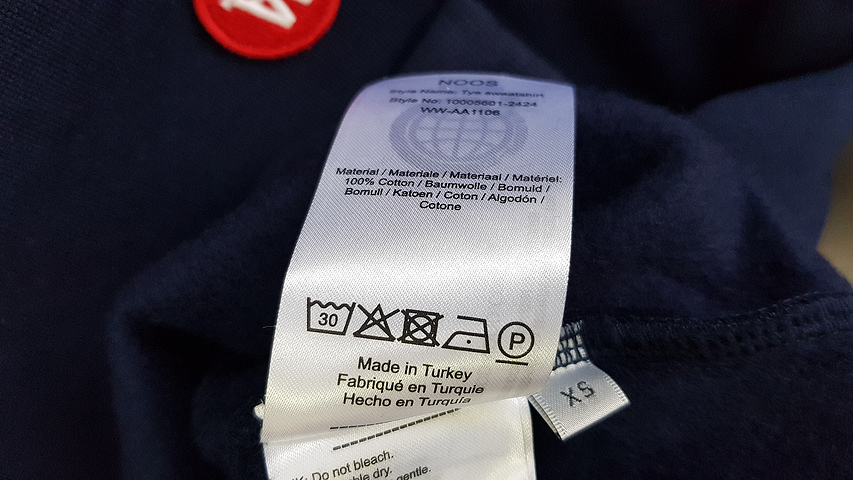 NOOS
Style Name: Tye sweatshirt
Style No: 10005601-2424
WW-AA1106
Material / Materiale / Materiaal / Matériel:
100% Cotton / Baumwolle / Bomuld /
Bomull / Katoen / Coton / Algodón /
Cotone
30
P
Made in Turkey
Fabriqué en Turquie
Hecho en Turquía
XS
Do not bleach.
dry.
gentle.